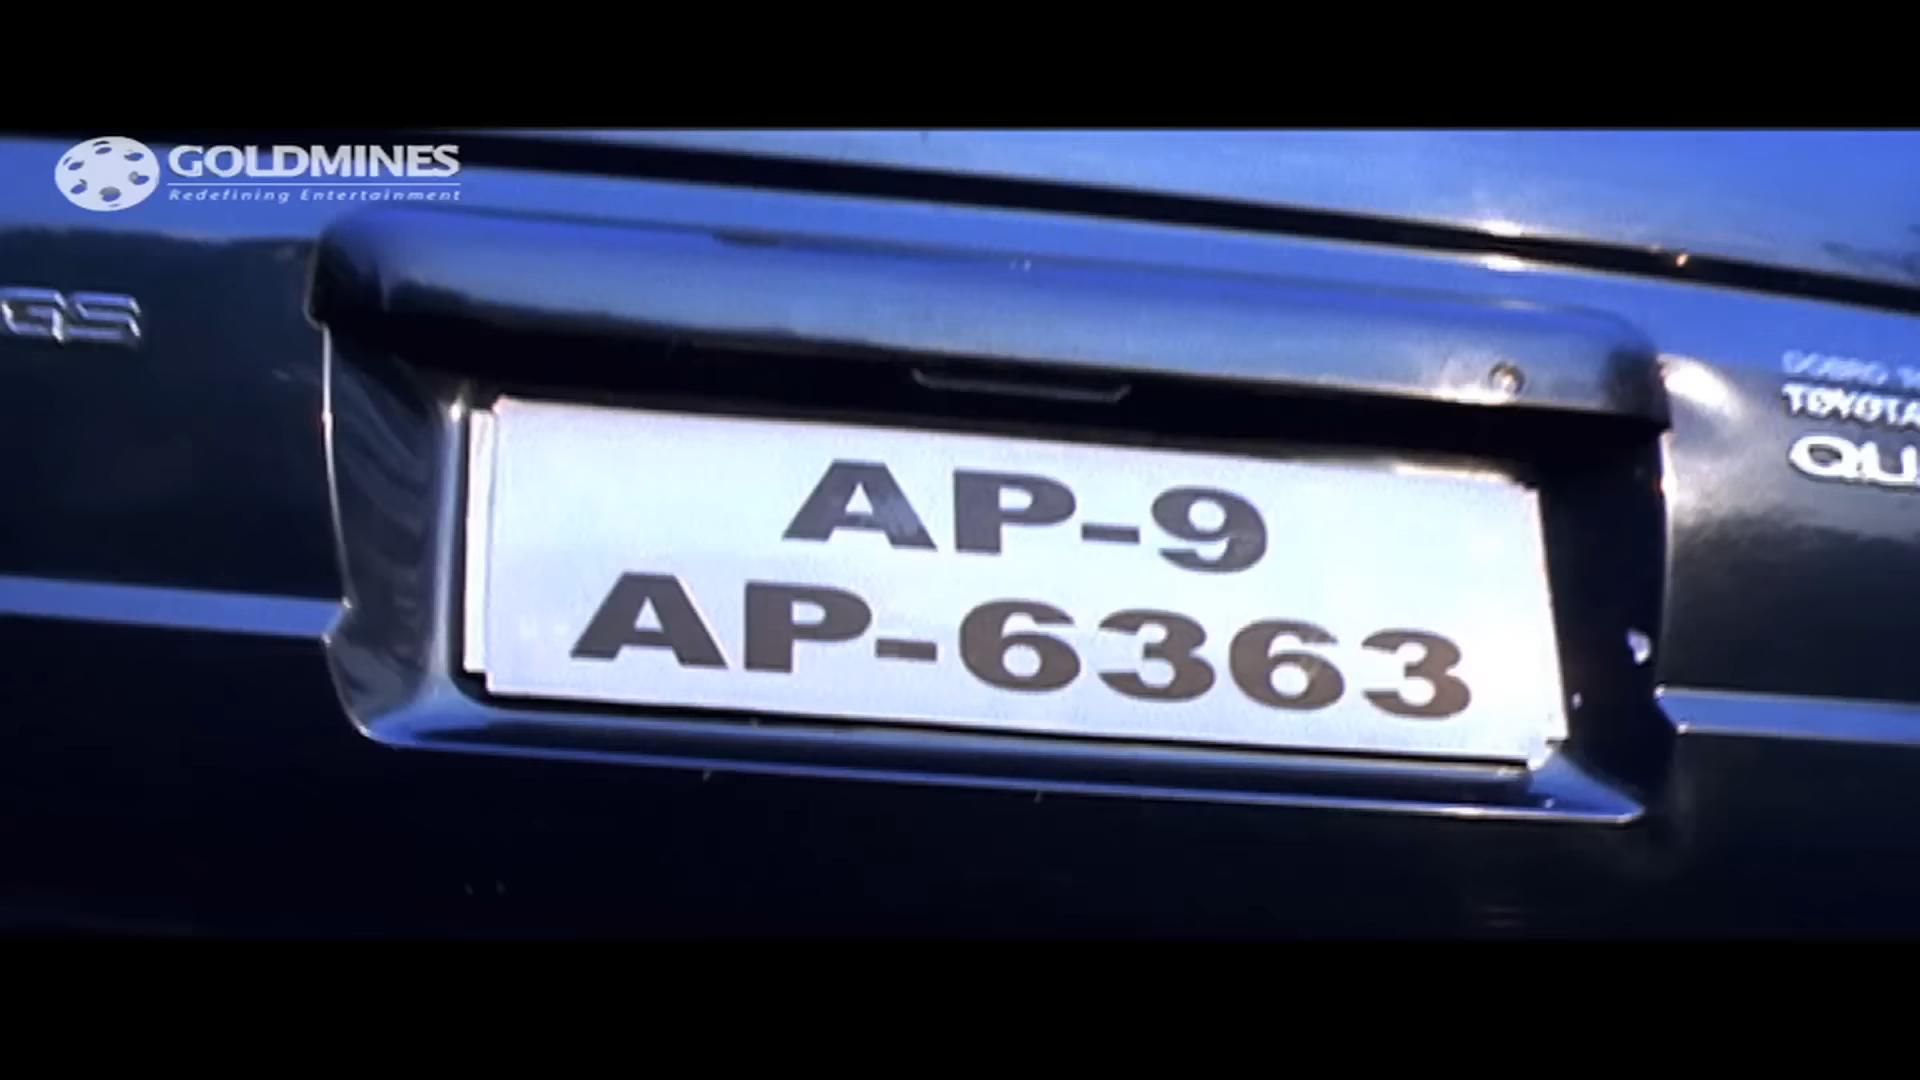 GOLDMINES
Redefining Entertainment
GS
TOYOTA
QU
AP-9
AP-6363